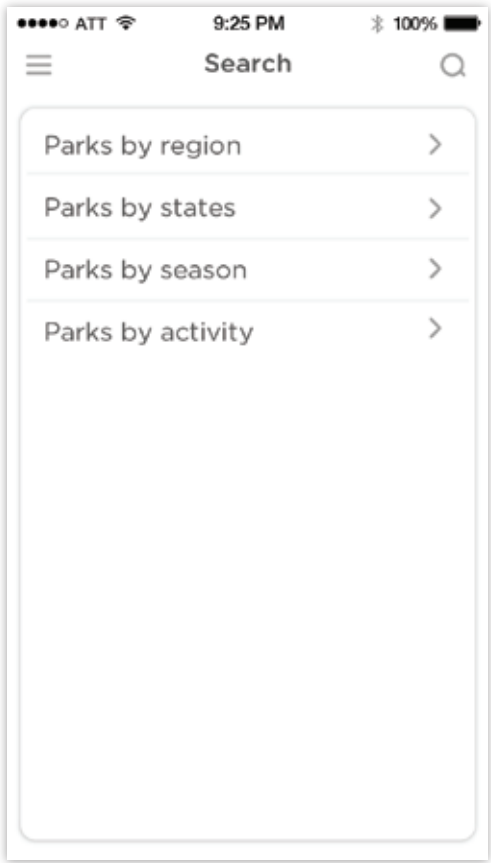 ATT 9:25 PM 100%
Search
Parks by region
Parks by states
Parks by season
Parks by activity